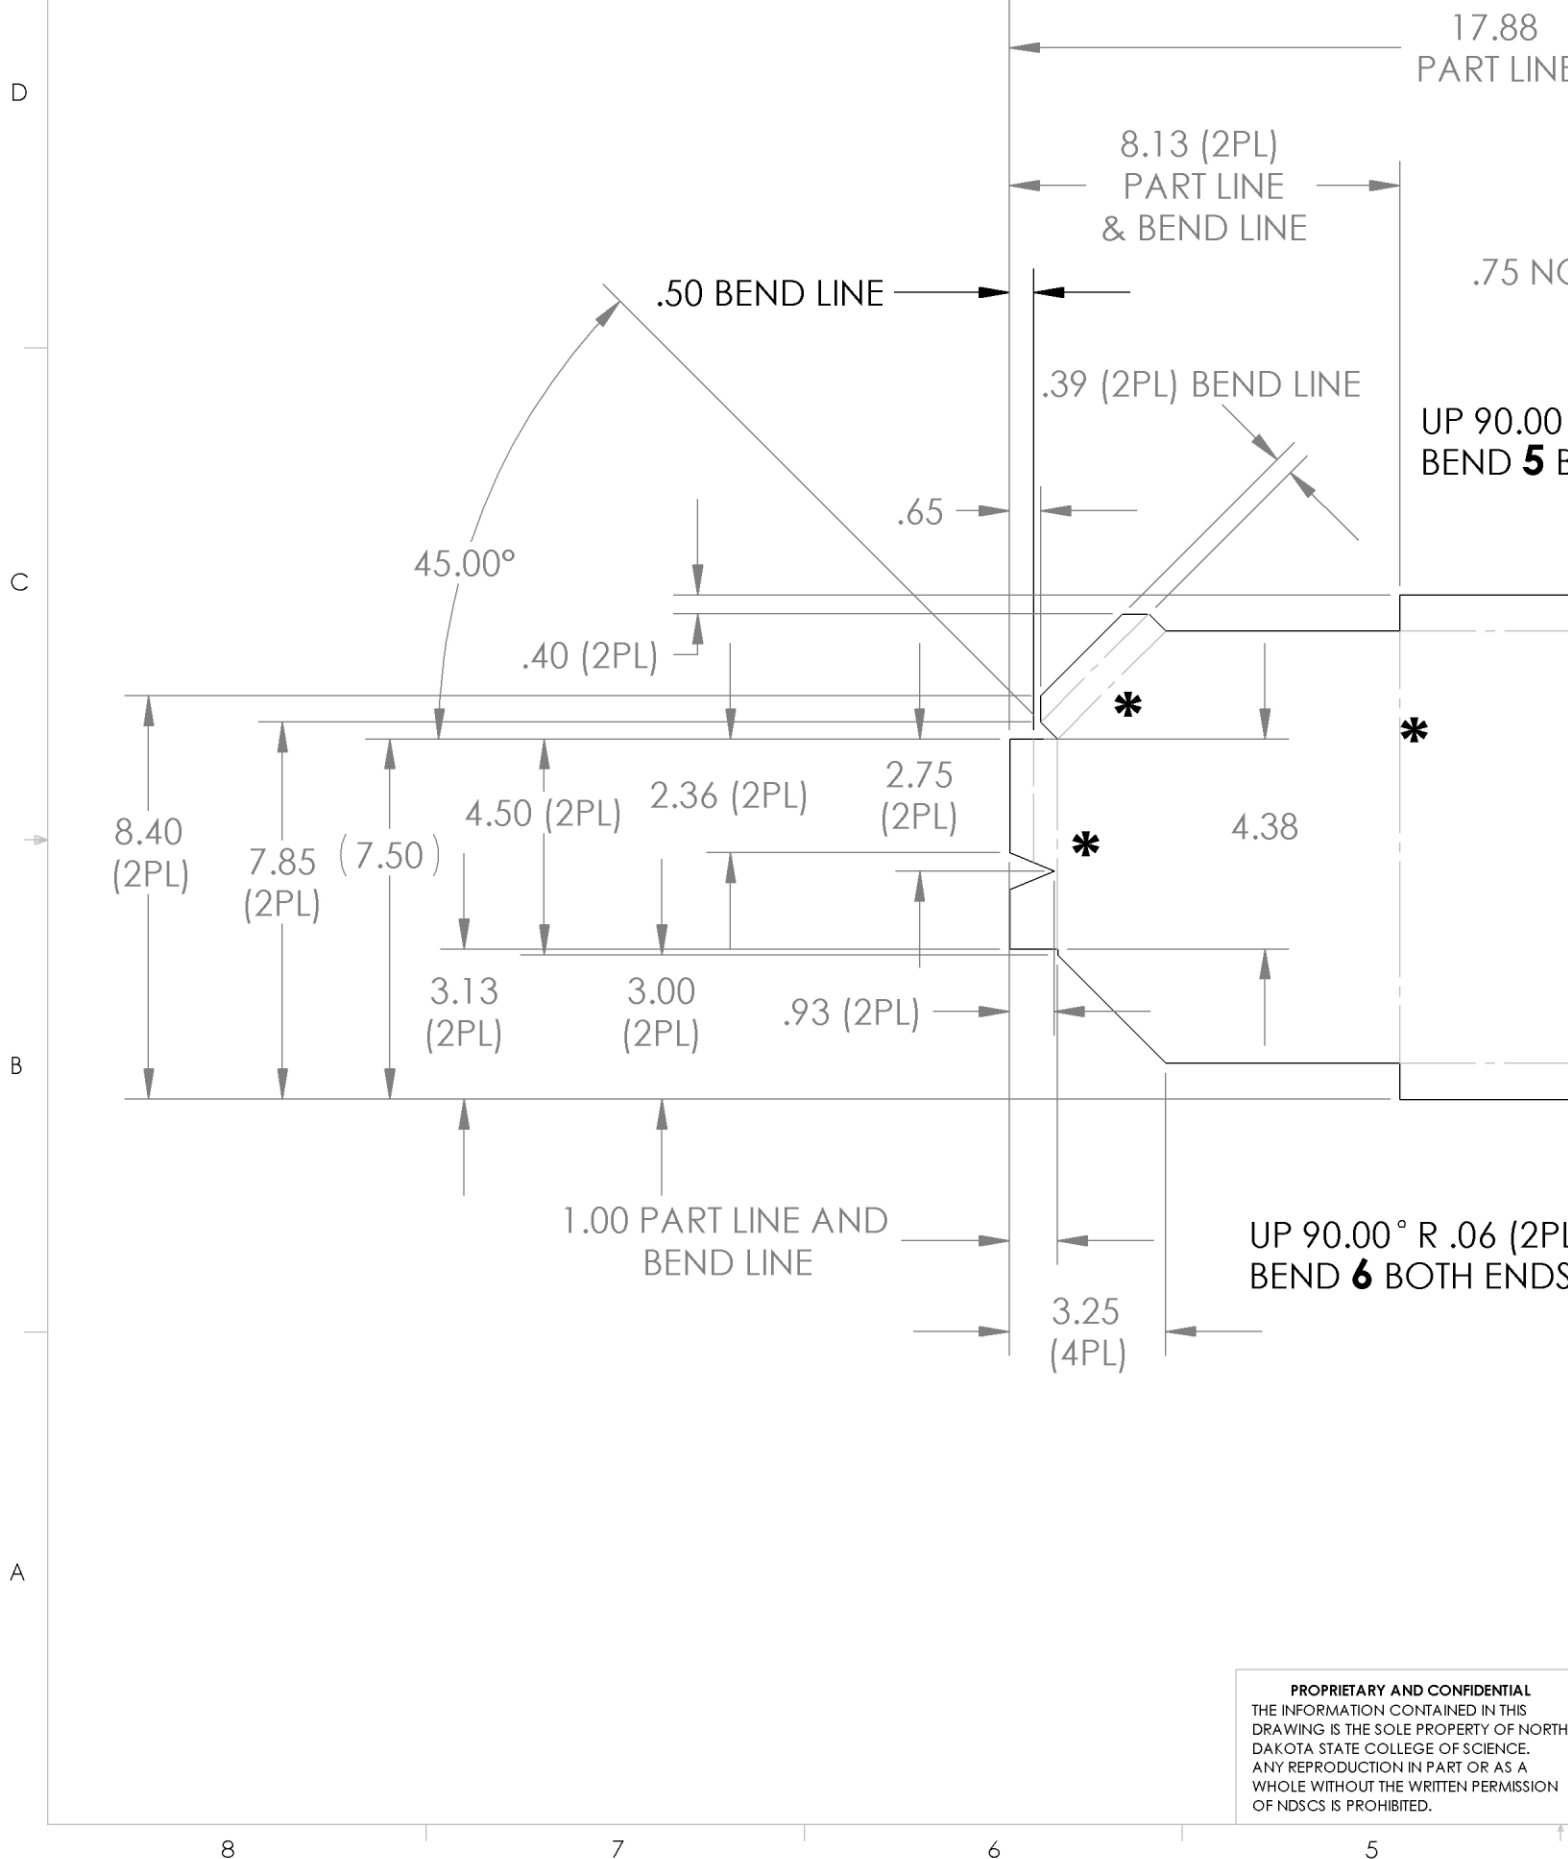 17.88
PART LINE
D
8.13 (2PL)
PART LINE
& BEND LINE
.50 BEND LINE
.75 NO
.39 (2PL) BEND LINE
UP 90.00
BEND 5 B
.65
45.00°
C
.40 (2PL)
*
*
8.40
(2PL)
7.85
(2PL)
(7.50)
4.50 (2PL)
2.36 (2PL)
2.75
(2PL)
*
4.38
3.13
(2PL)
3.00
(2PL)
.93 (2PL)
B
1.00 PART LINE AND
BEND LINE
UP 90.00° R .06 (2PL
BEND 6 BOTH ENDS
3.25
(4PL)
A
PROPRIETARY AND CONFIDENTIAL
THE INFORMATION CONTAINED IN THIS
DRAWING IS THE SOLE PROPERTY OF NORTH
DAKOTA STATE COLLEGE OF SCIENCE.
ANY REPRODUCTION IN PART OR AS A
WHOLE WITHOUT THE WRITTEN PERMISSION
OF NDSCS IS PROHIBITED.
8
7
6
5